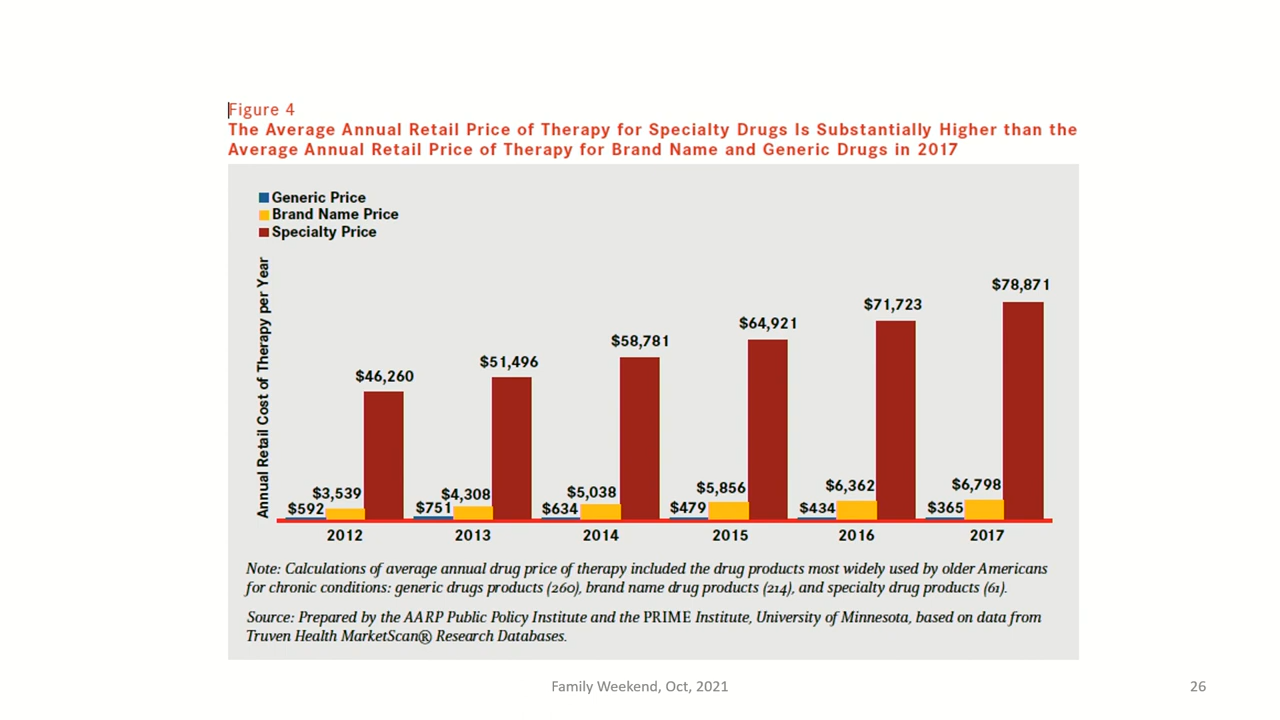 Figure 4
The Average Annual Retail Price of Therapy for Specialty Drugs Is Substantially Higher than the
Average Annual Retail Price of Therapy for Brand Name and Generic Drugs in 2017
Generic Price
Brand Name Price
Specialty Price
Annual Retail Cost of Therapy per Year
$592
$3,539
$46,260
$751
$4,308
$51,496
$634
$5,038
$58,781
$479
$5,856
$64,921
$434
$6,362
$71,723
$365
$6,798
$78,871
2012
2013
2014
2015
2016
2017
Note: Calculations of average annual drug price of therapy included the drug products most widely used by older Americans
for chronic conditions: generic drugs products (260), brand name drug products (214), and specialty drug products (61).
Source: Prepared by the AARP Public Policy Institute and the PRIME Institute, University of Minnesota, based on data from
Truven Health MarketScan® Research Databases.
Family Weekend, Oct, 2021
26